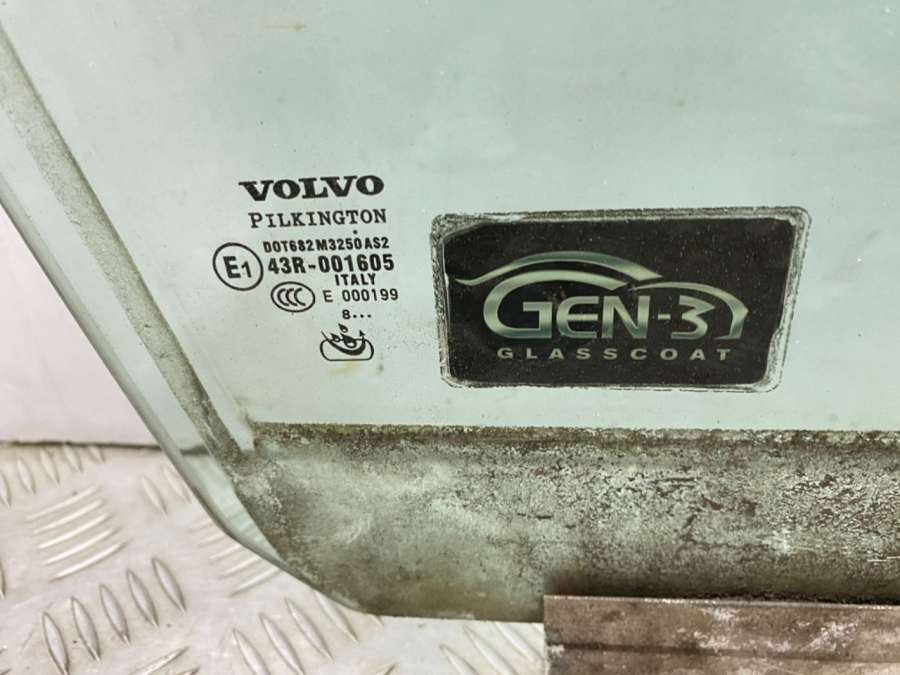 VOLVO
PILKINGTON
DOT682 M3250 AS2
E1
43R-001605
ITALY
CCC E 000199
8...
GEN-3
GLASSCOAT